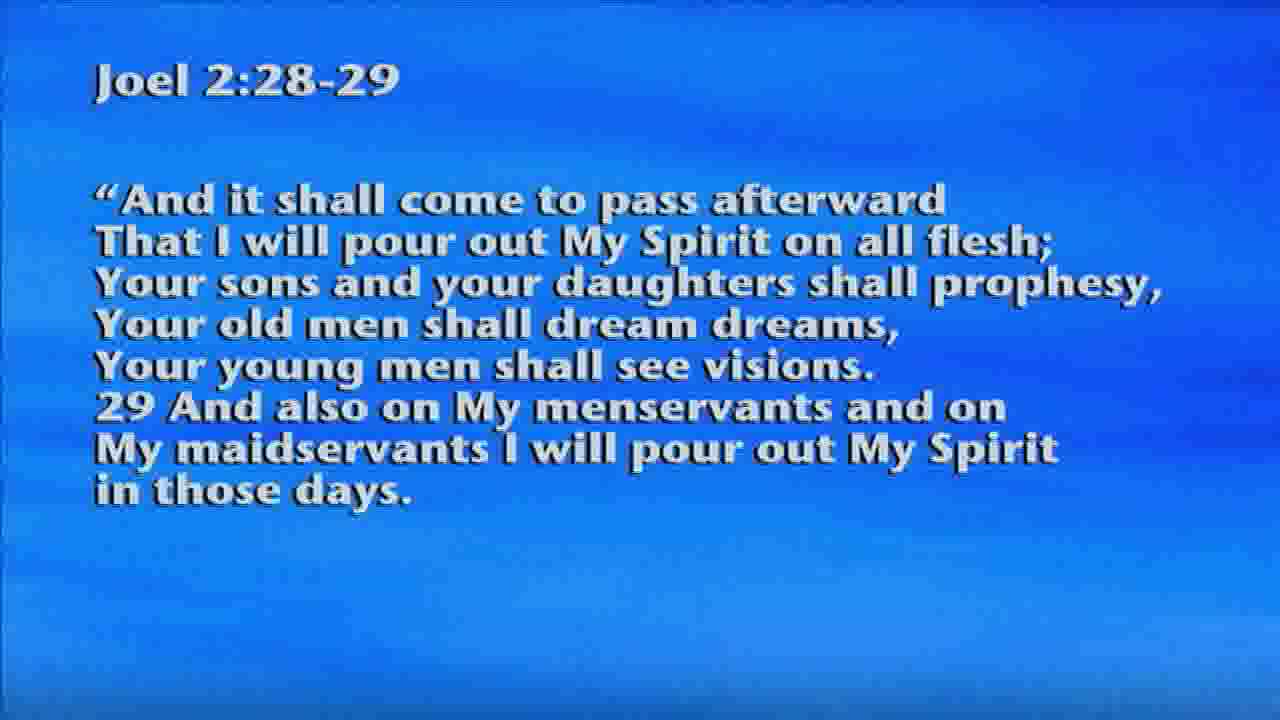 Joel 2:28-29
“And it shall come to pass afterward
That I will pour out My Spirit on all flesh;
Your sons and your daughters shall prophesy,
Your old men shall dream dreams,
Your young men shall see visions.
29 And also on My menservants and on
My maidservants I will pour out My Spirit
in those days.